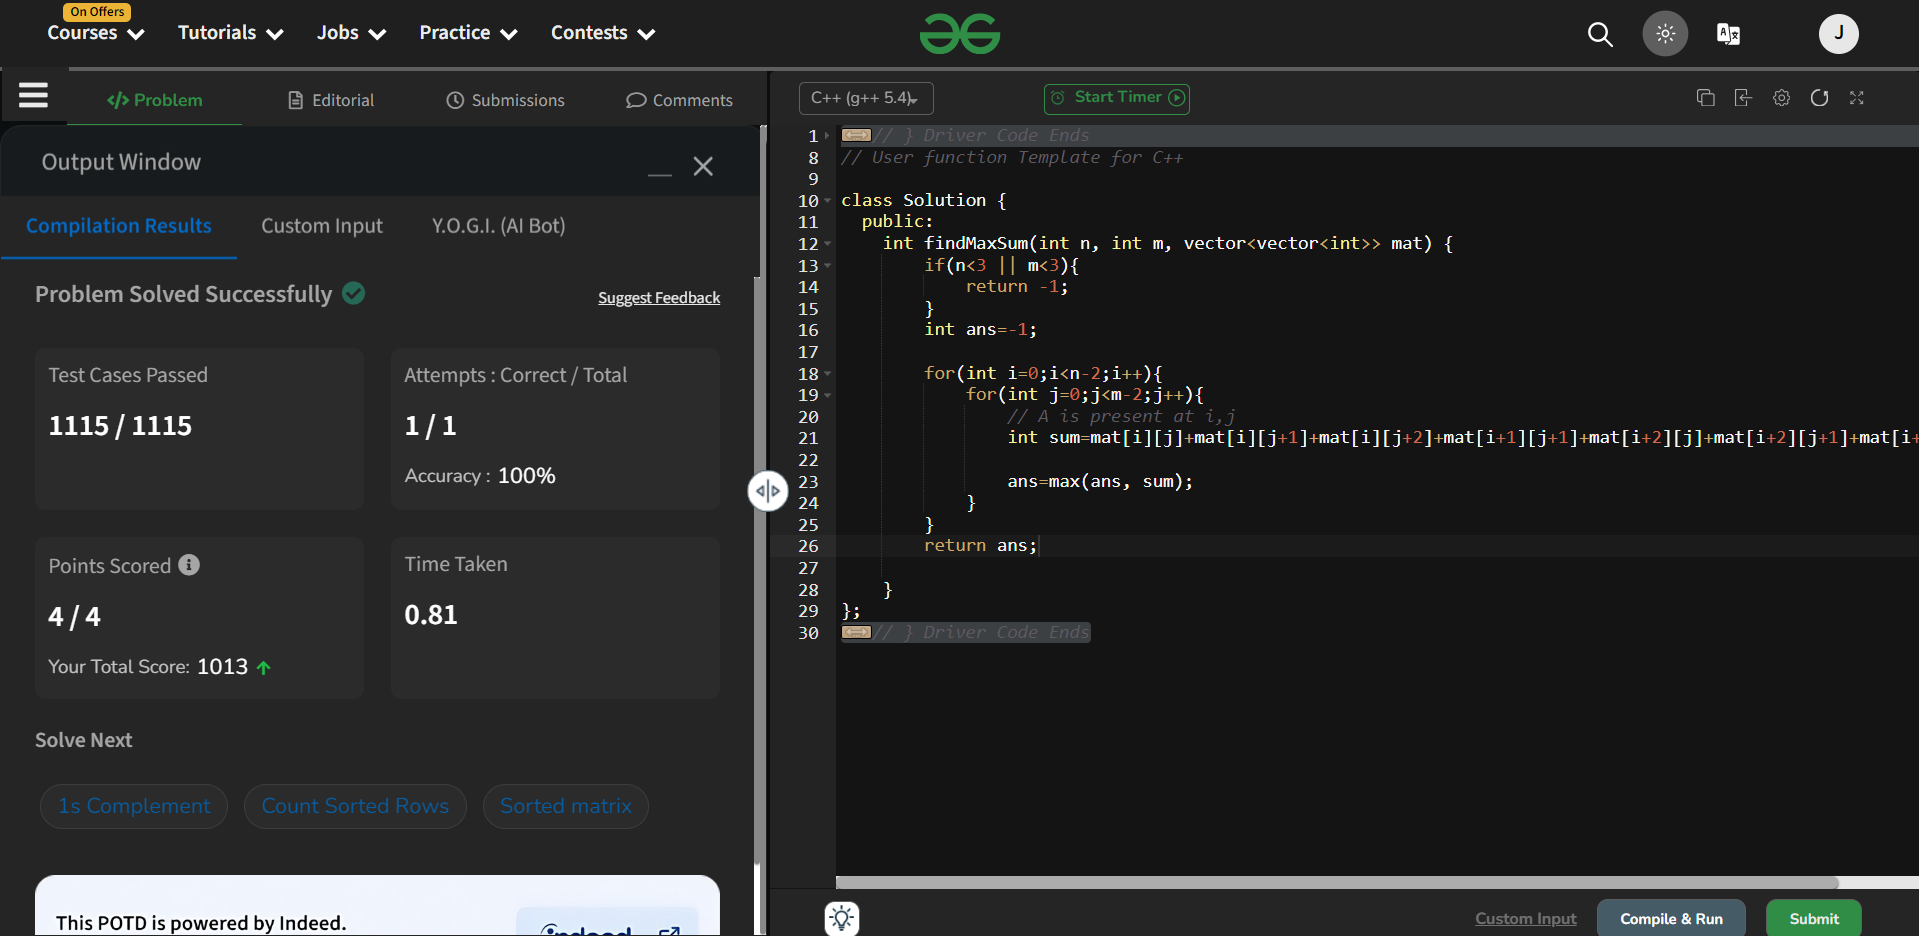 On Offers
Courses
Tutorials
Jobs
Practice
Contests
J
Problem
Editorial
Submissions
Comments
Output Window
Compilation Results
Custom Input
Y.O.G.I. (AI Bot)
Problem Solved Successfully
Suggest Feedback
Test Cases Passed
1115 / 1115
Attempts : Correct / Total
1 / 1
Accuracy : 100%
Points Scored
4 / 4
Your Total Score: 1013
Time Taken
0.81
Solve Next
1s Complement
Count Sorted Rows
Sorted matrix
This POTD is powered by Indeed.
indeed
C++ (g++ 5.4)
Start Timer
1 // } Driver Code Ends
8 // User function Template for C++
9
10 class Solution {
11 public:
12 int findMaxSum(int n, int m, vector<vector<int>> mat) {
13 if(n<3 || m<3){
14 return -1;
15 }
16 int ans=-1;
17
18 for(int i=0;i<n-2;i++){
19 for(int j=0;j<m-2;j++){
20 // A is present at i,j
21 int sum=mat[i][j]+mat[i][j+1]+mat[i][j+2]+mat[i+1][j+1]+mat[i+2][j]+mat[i+2][j+1]+mat[i+
22
23 ans=max(ans, sum);
24 }
25 }
26 return ans;
27
28 }
29 };
30 // } Driver Code Ends
Custom Input
Compile & Run
Submit